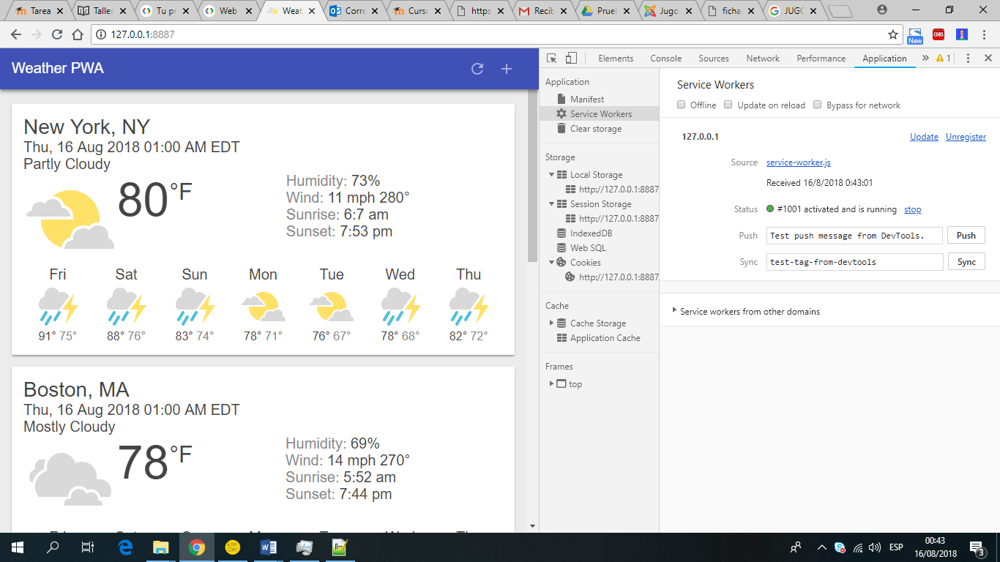 Tarea
Taller
Tu pr
Web
Weat
Corre
Curso
https
Recib
Pruel
Jugo
ficha
JUGO
127.0.0.1:8887
New
CORS
Weather PWA
New York, NY
Thu, 16 Aug 2018 01:00 AM EDT
Partly Cloudy
80°F
Humidity: 73%
Wind: 11 mph 280°
Sunrise: 6:7 am
Sunset: 7:53 pm
Fri Sat Sun Mon Tue Wed Thu
91° 75° 88° 76° 83° 74° 78° 71° 76° 67° 78° 68° 82° 72°
Boston, MA
Thu, 16 Aug 2018 01:00 AM EDT
Mostly Cloudy
78°F
Humidity: 69%
Wind: 14 mph 270°
Sunrise: 5:52 am
Sunset: 7:44 pm
Elements Console Sources Network Performance Application » 1
Application
Manifest
Service Workers
Clear storage
Storage
Local Storage
http://127.0.0.1:8887
Session Storage
http://127.0.0.1:8887
IndexedDB
Web SQL
Cookies
http://127.0.0.1:8887
Cache
Cache Storage
Application Cache
Frames
top
Service Workers
Offline Update on reload Bypass for network
127.0.0.1 Update Unregister
Source service-worker.js
Received 16/8/2018 0:43:01
Status #1001 activated and is running stop
Push Test push message from DevTools. Push
Sync test-tag-from-devtools Sync
Service workers from other domains
ESP
00:43
16/08/2018
3